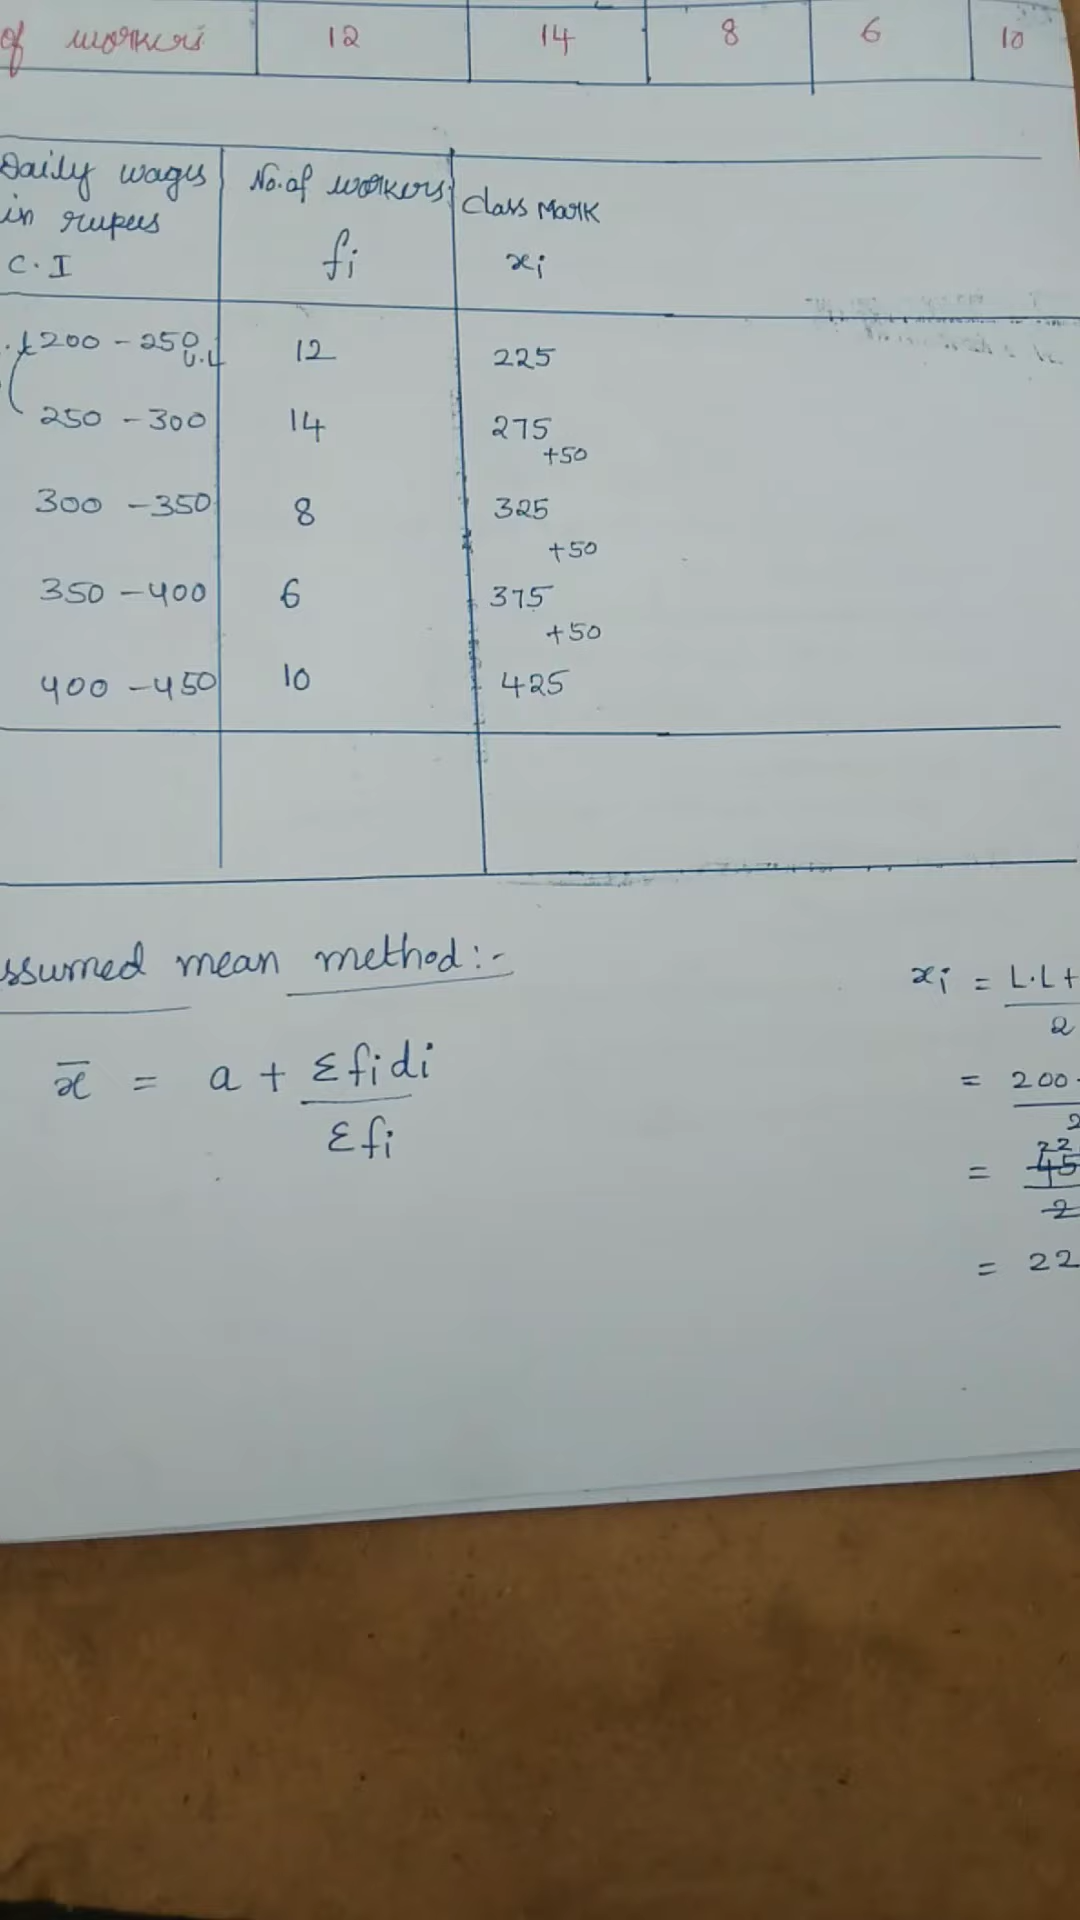 of workers 12 14 8 6 10
Daily wages No. of workers Class Mark
in rupees
C.I fi xi
200 - 250 12 225
250 - 300 14 275
+50
300 - 350 8 325
+50
350 - 400 6 375
+50
400 - 450 10 425
ssumed mean method:-
x̄ = a + Σfidi
Σfi
xi = L.L+
2
= 200
2
22
= 45
2
= 22